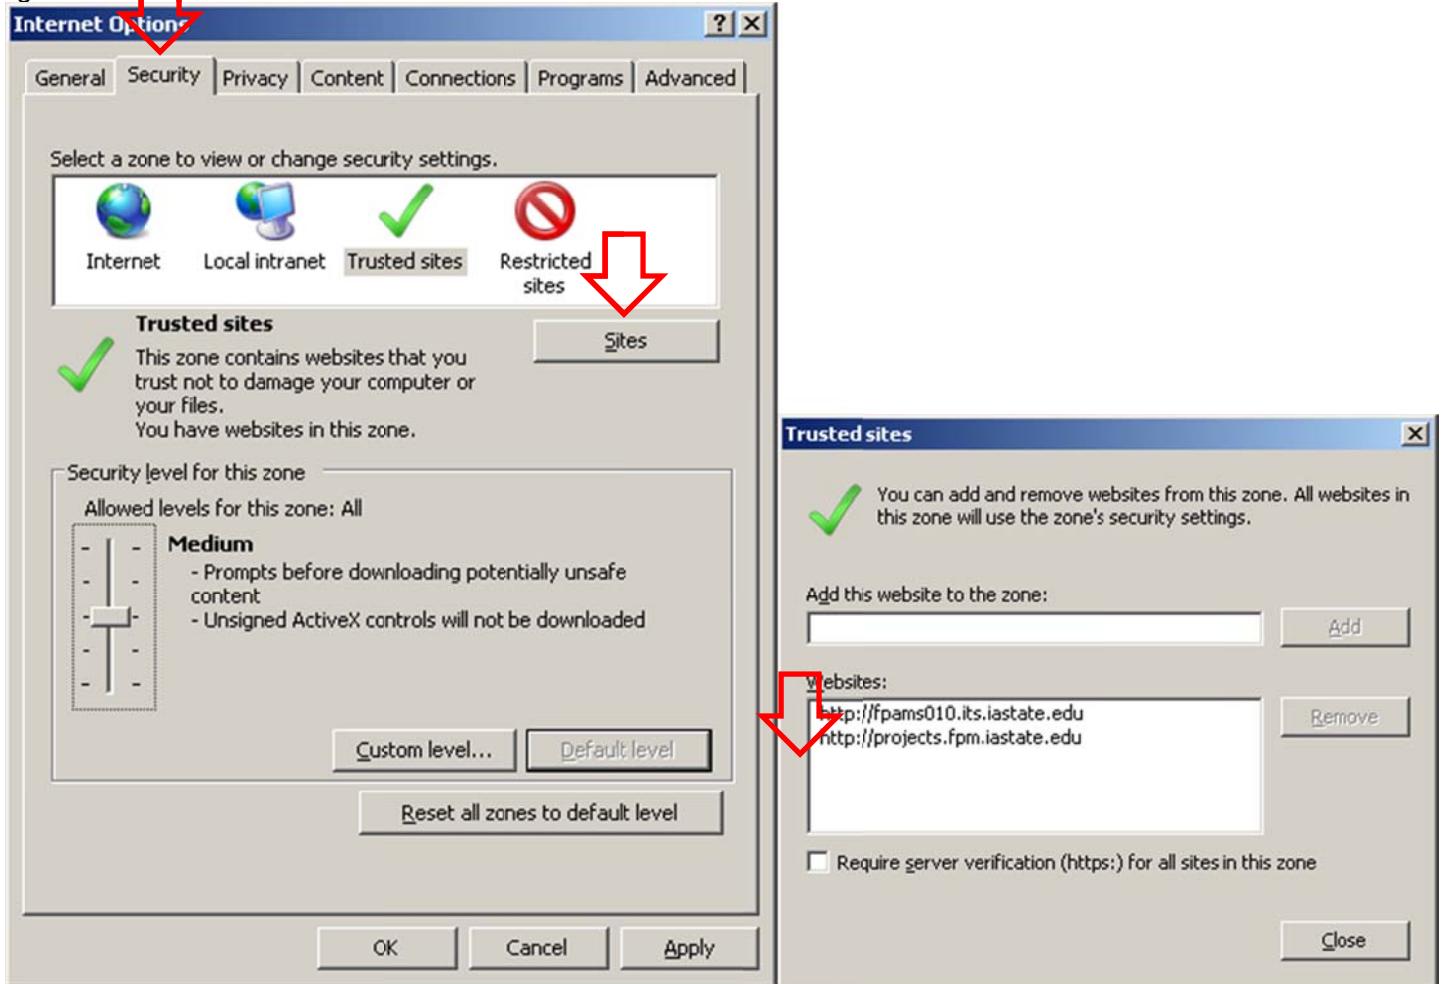 Internet Options
General Security Privacy Content Connections Programs Advanced
Select a zone to view or change security settings.
Internet Local intranet Trusted sites Restricted
sites
Trusted sites
Sites
This zone contains websites that you
trust not to damage your computer or
your files.
You have websites in this zone.
Security level for this zone
Allowed levels for this zone: All
Medium
- Prompts before downloading potentially unsafe
content
- Unsigned ActiveX controls will not be downloaded
Custom level... Default level
Reset all zones to default level
OK Cancel Apply
Trusted sites
You can add and remove websites from this zone. All websites in
this zone will use the zone's security settings.
Add this website to the zone:
Add
Websites:
http://fpams010.its.iastate.edu
http://projects.fpm.iastate.edu
Remove
Require server verification (https:) for all sites in this zone
Close